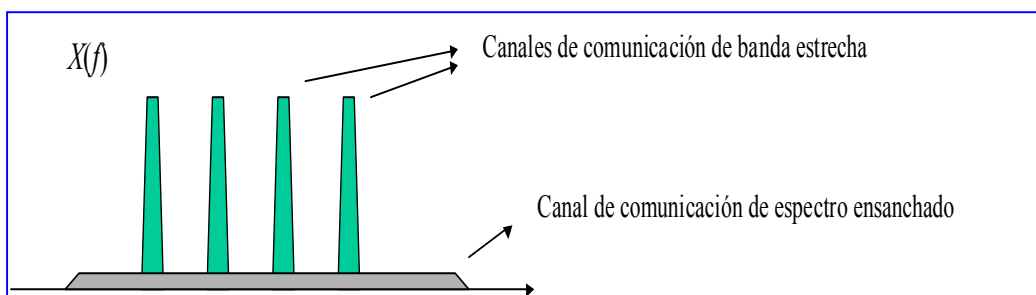 X(f)
Canales de comunicación de banda estrecha
Canal de comunicación de espectro ensanchado